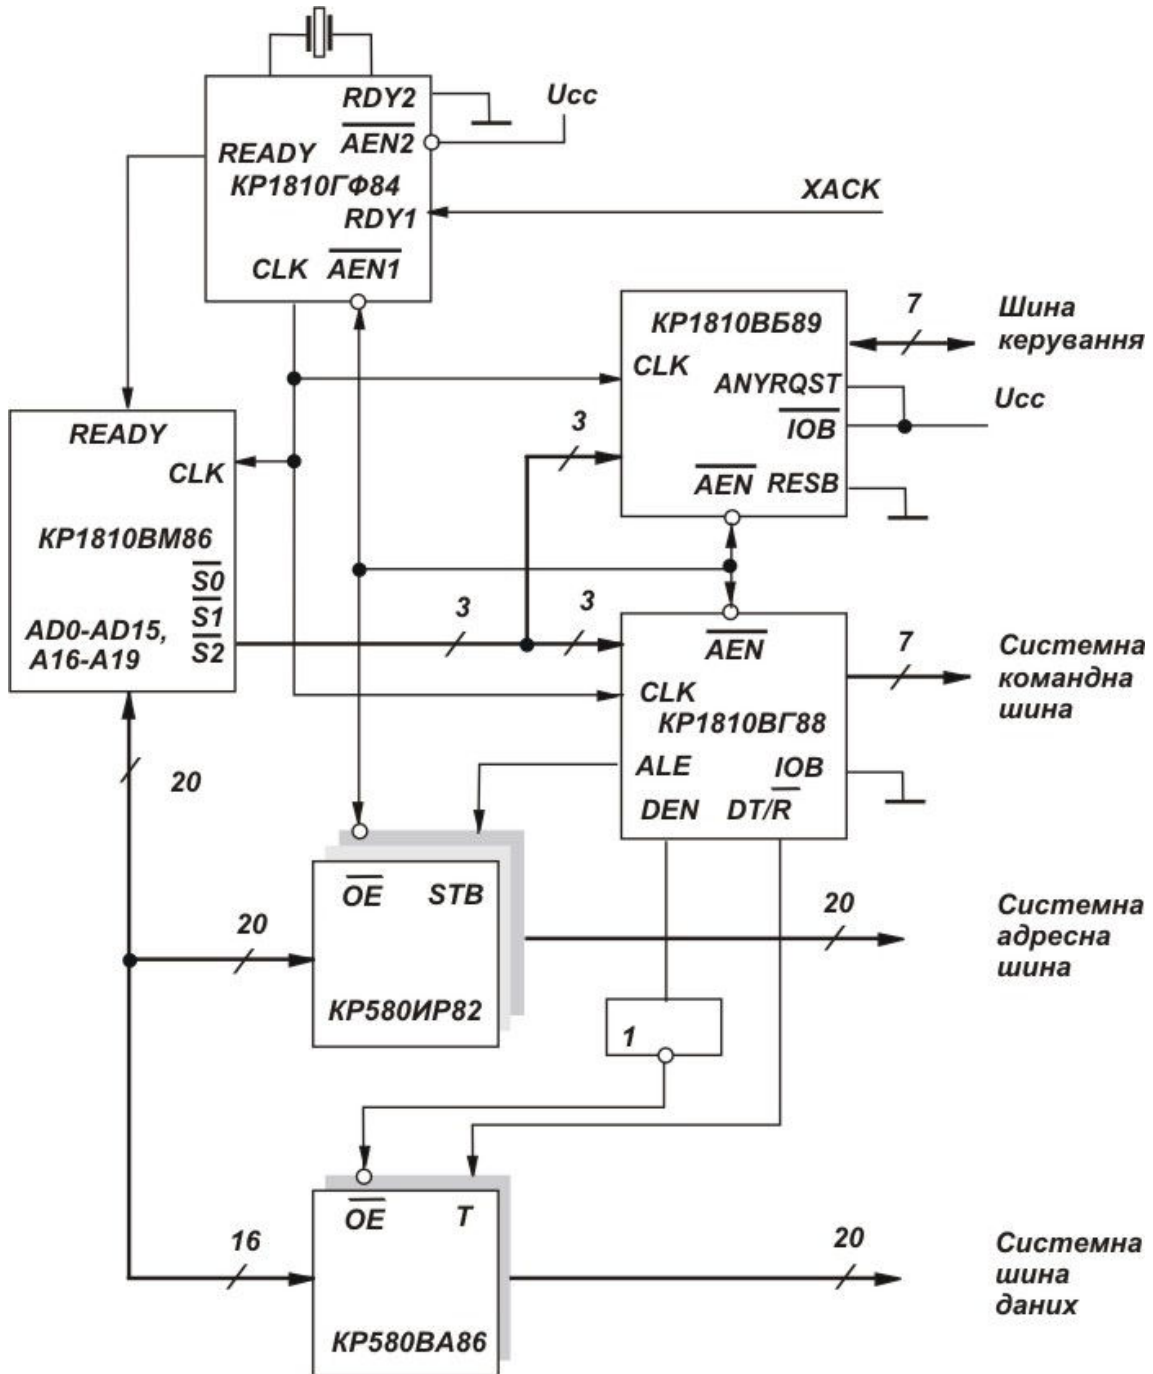 RDY2
Ucc
AEN2
READY
КР1810ГФ84
XACK
RDY1
CLK AEN1
КР1810ВБ89
7
Шина
керування
CLK
ANYRQST
Ucc
IOB
3
AEN RESB
READY
CLK
КР1810ВМ86
S0
S1
S2
AD0-AD15,
A16-A19
3
3
AEN
7
Системна
командна
шина
CLK
КР1810ВГ88
ALE IOB
DEN DT/R
20
OE STB
20
КР580ИР82
20
Системна
адресна
шина
1
OE T
16
КР580ВА86
20
Системна
шина
даних